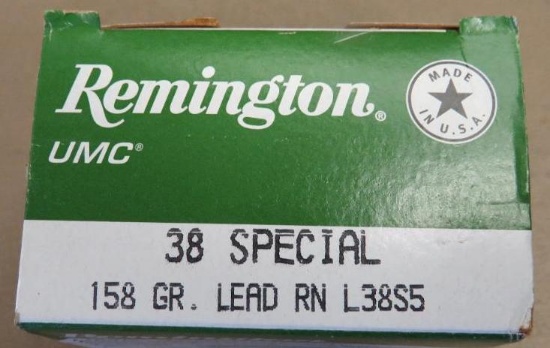 Remington®
UMC®
MADE
IN U.S.A.
38 SPECIAL
158 GR. LEAD RN L38S5